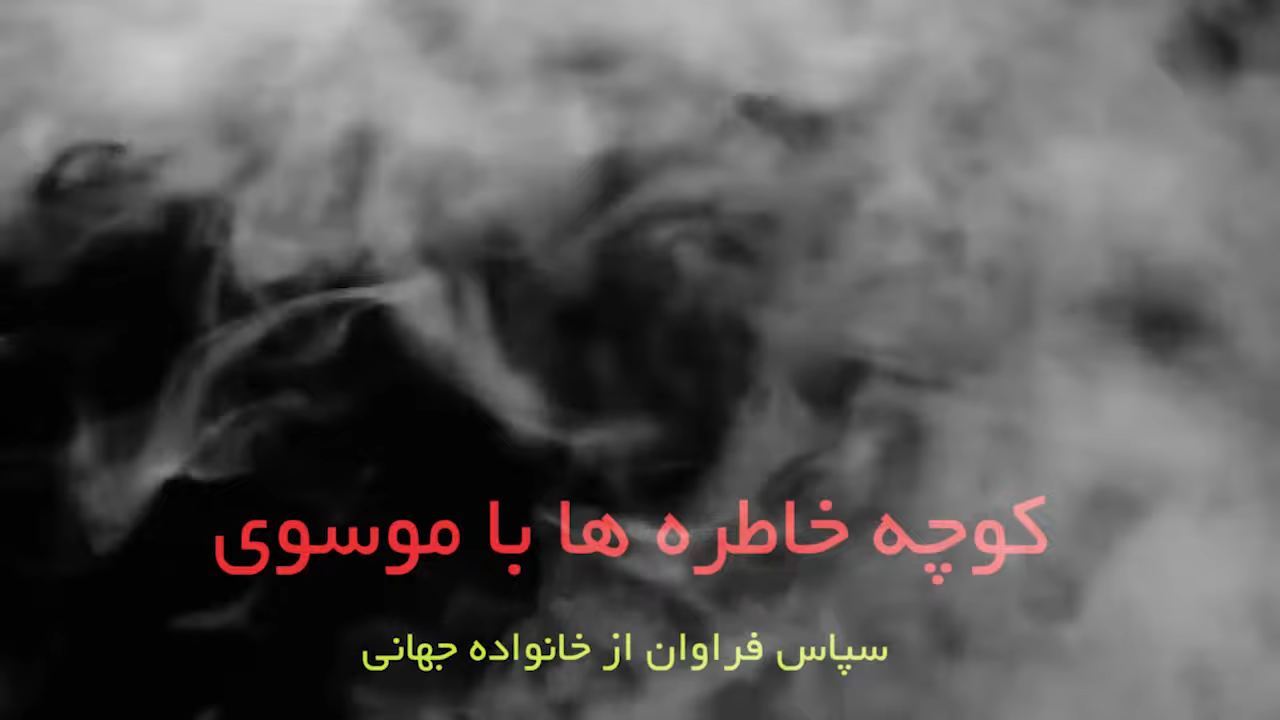 کوچه خاطره ها با موسوی
سپاس فراوان از خانواده جهانی